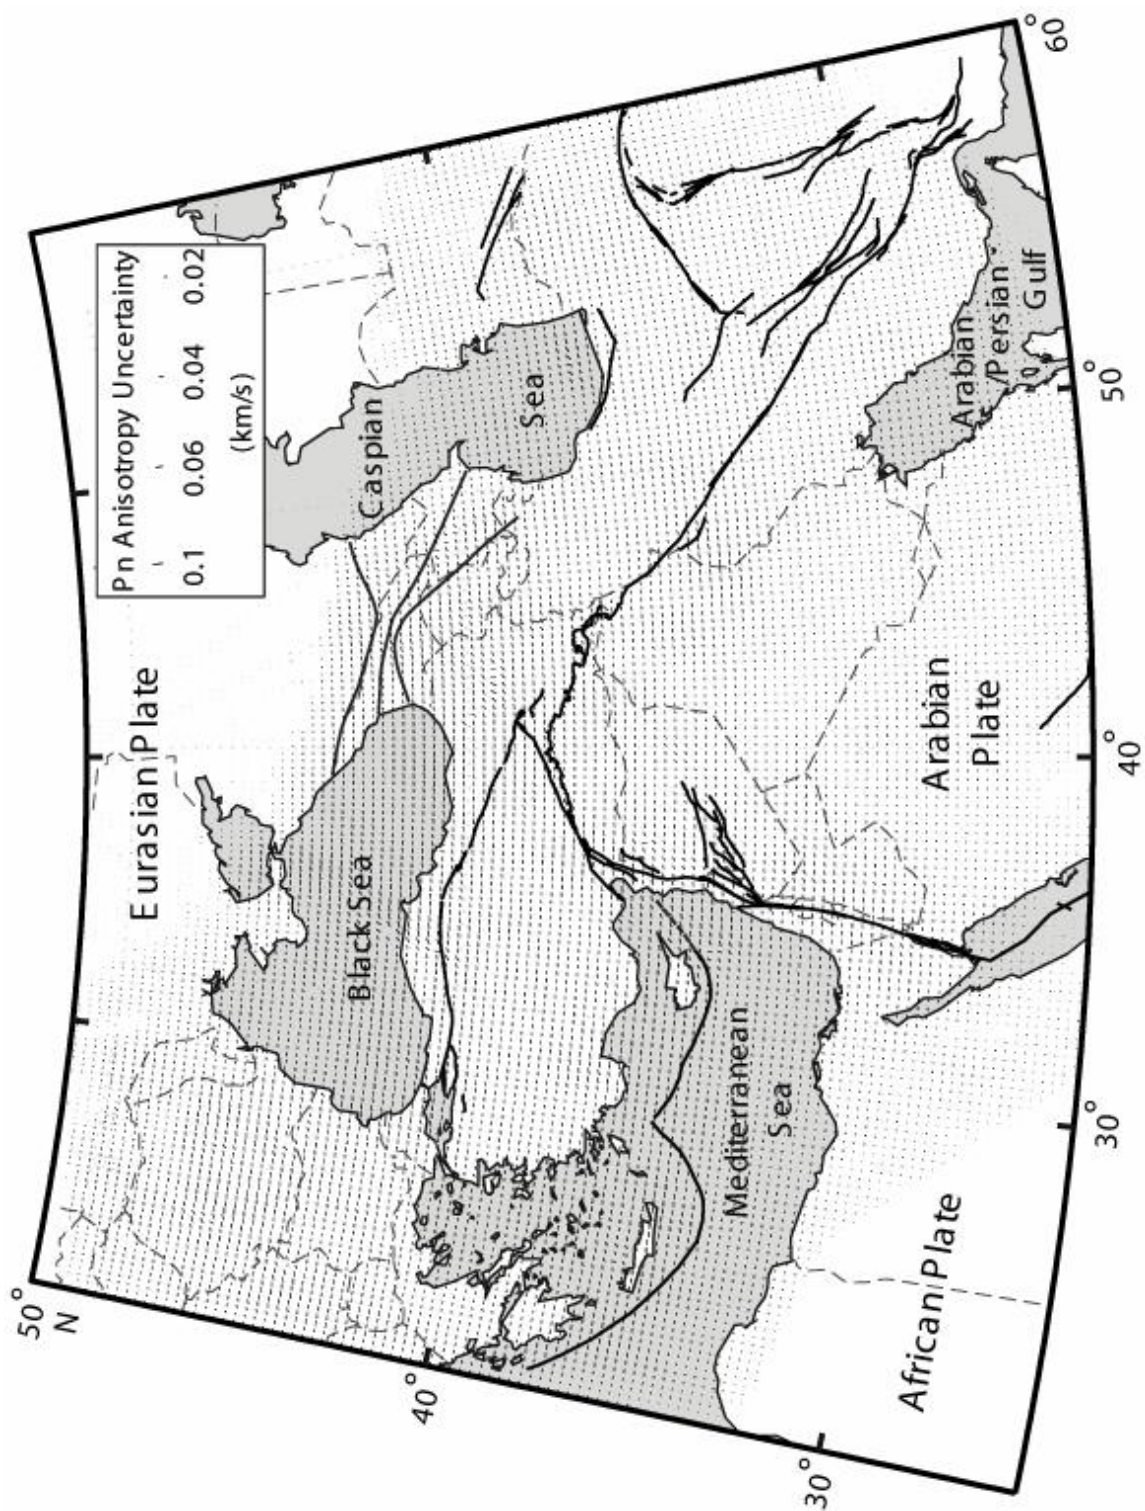 50°
N
40°
30°
30°
40°
50°
60°
Pn Anisotropy Uncertainty
0.1 0.06 0.04 0.02
(km/s)
Eurasian Plate
Black Sea
Caspian
Sea
Mediterranean
Sea
African Plate
Arabian
Plate
Arabian
/Persian
Gulf